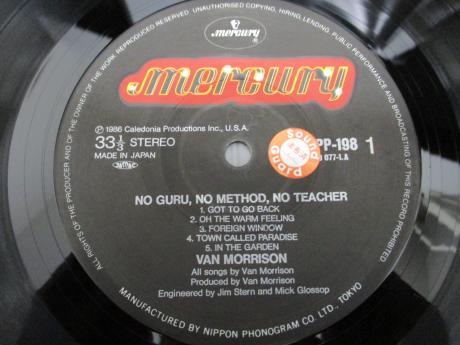 ALL RIGHTS OF THE PRODUCER AND OF THE OWNER OF THE WORK REPRODUCED RESERVED. UNAUTHORISED COPYING, HIRING, LENDING, PUBLIC PERFORMANCE AND BROADCASTING OF THIS RECORD PROHIBITED
mercury
mercury
℗ 1986 Caledonia Productions Inc., U.S.A.
33⅓ STEREO
MADE IN JAPAN
Sound Guard
PP-198 1
077-1.A
NO GURU, NO METHOD, NO TEACHER
1. GOT TO GO BACK
2. OH THE WARM FEELING
3. FOREIGN WINDOW
4. TOWN CALLED PARADISE
5. IN THE GARDEN
VAN MORRISON
All songs by Van Morrison
Produced by Van Morrison
Engineered by Jim Stern and Mick Glossop
MANUFACTURED BY NIPPON PHONOGRAM CO. LTD., TOKYO